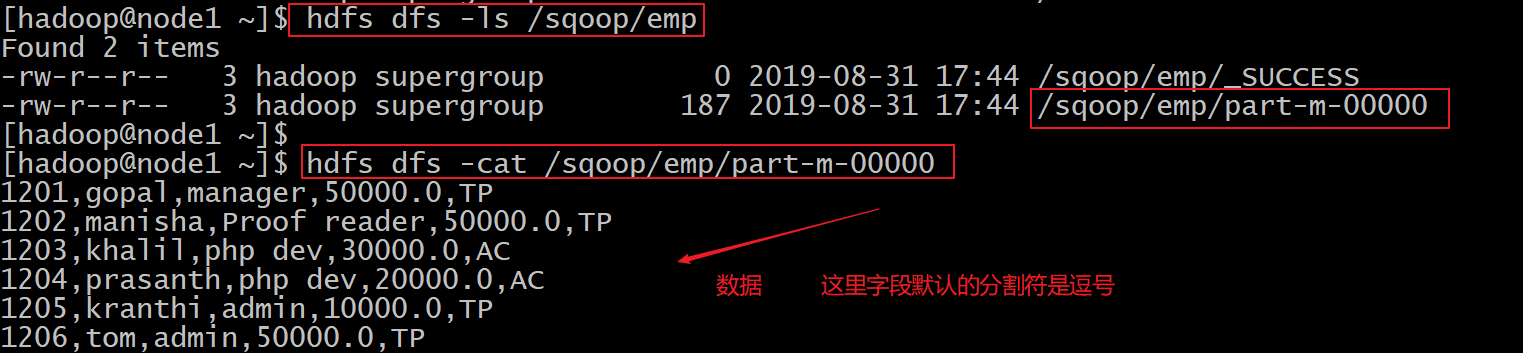 [hadoop@node1 ~]$ hdfs dfs -ls /sqoop/emp
Found 2 items
-rw-r--r--   3 hadoop supergroup          0 2019-08-31 17:44 /sqoop/emp/_SUCCESS
-rw-r--r--   3 hadoop supergroup        187 2019-08-31 17:44 /sqoop/emp/part-m-00000
[hadoop@node1 ~]$
[hadoop@node1 ~]$ hdfs dfs -cat /sqoop/emp/part-m-00000
1201,gopal,manager,50000.0,TP
1202,manisha,Proof reader,50000.0,TP
1203,khalil,php dev,30000.0,AC
1204,prasanth,php dev,20000.0,AC
数据 这里字段默认的分割符是逗号
1205,kranthi,admin,10000.0,TP
1206,tom,admin,50000.0,TP